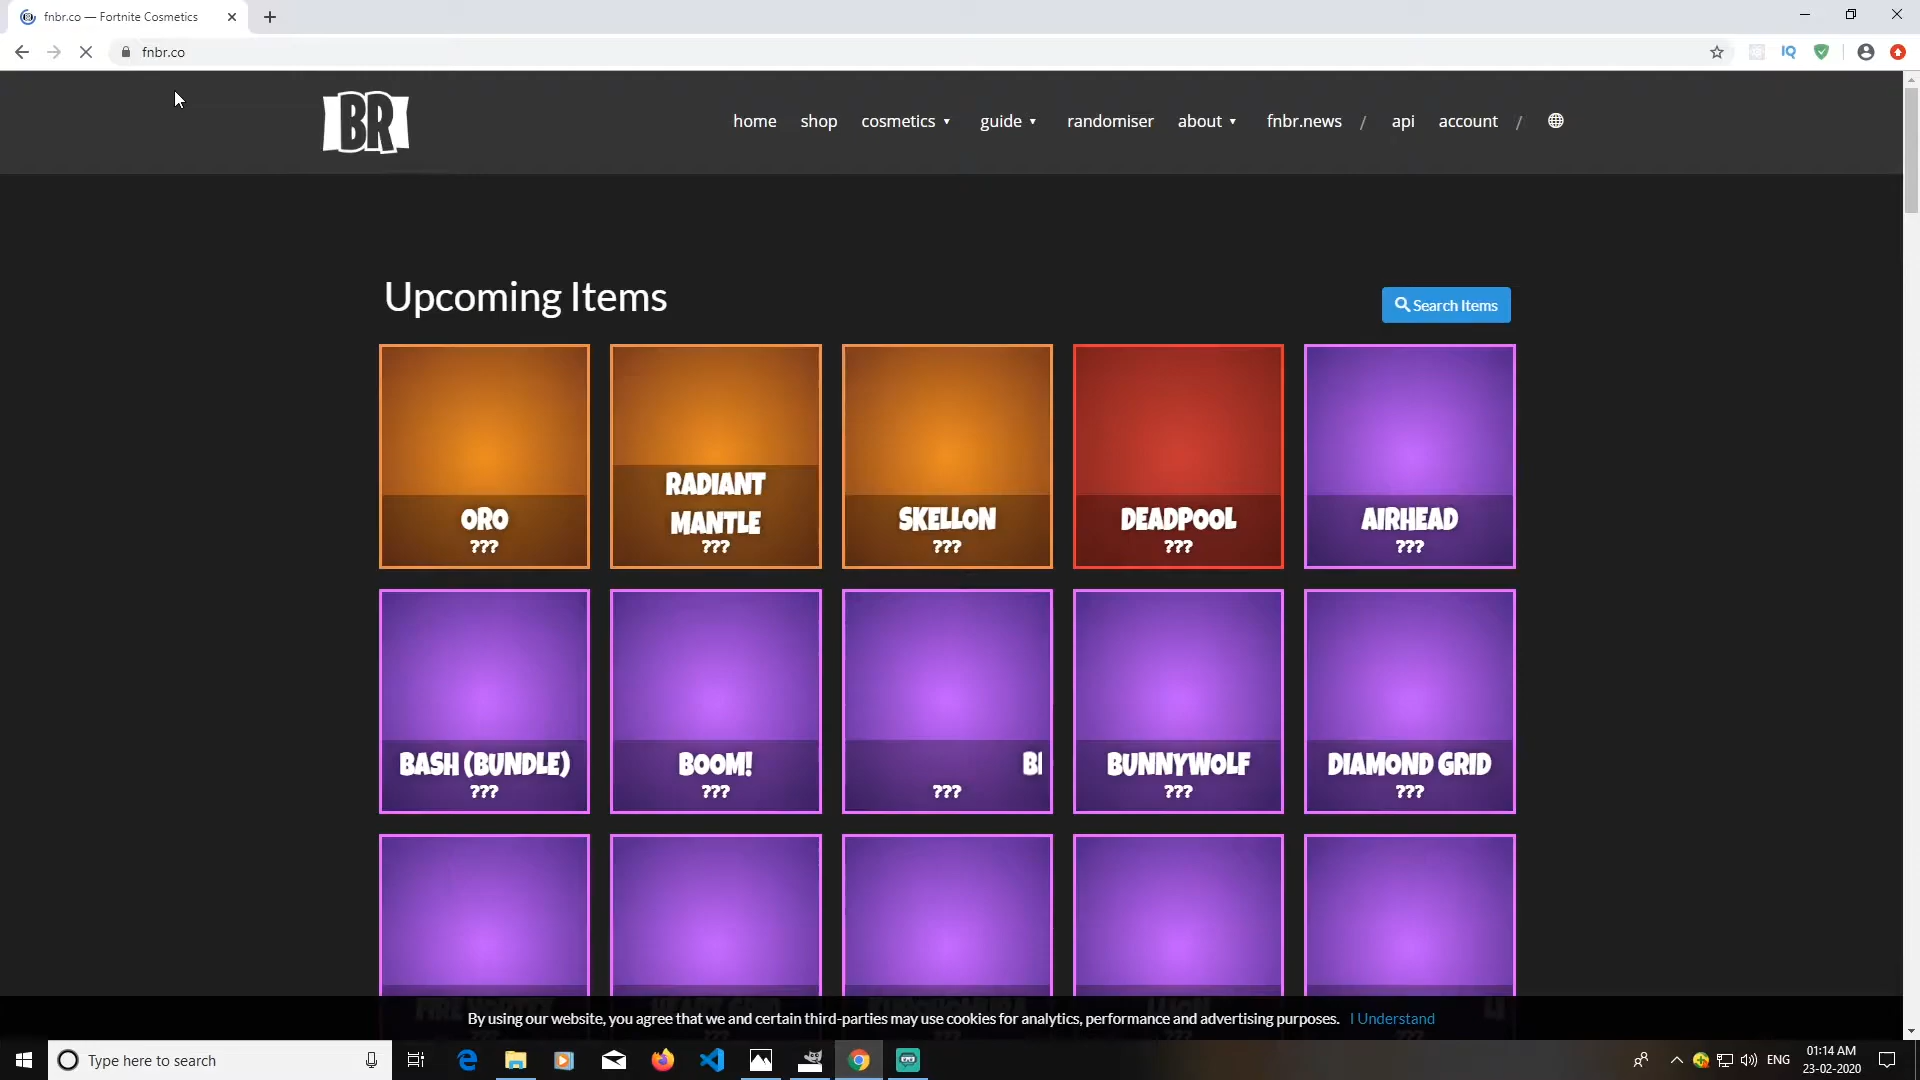 fnbr.co — Fortnite Cosmetics
fnbr.co
IQ
BR
home shop cosmetics guide randomiser about fnbr.news / api account /
Upcoming Items
Search Items
ORO
???
RADIANT
MANTLE
???
SKELLON
???
DEADPOOL
???
AIRHEAD
???
BASH (BUNDLE)
???
BOOM!
???
???
BUNNYWOLF
???
DIAMOND GRID
???
By using our website, you agree that we and certain third-parties may use cookies for analytics, performance and advertising purposes. I Understand
Type here to search
ENG
01:14 AM
23-02-2020